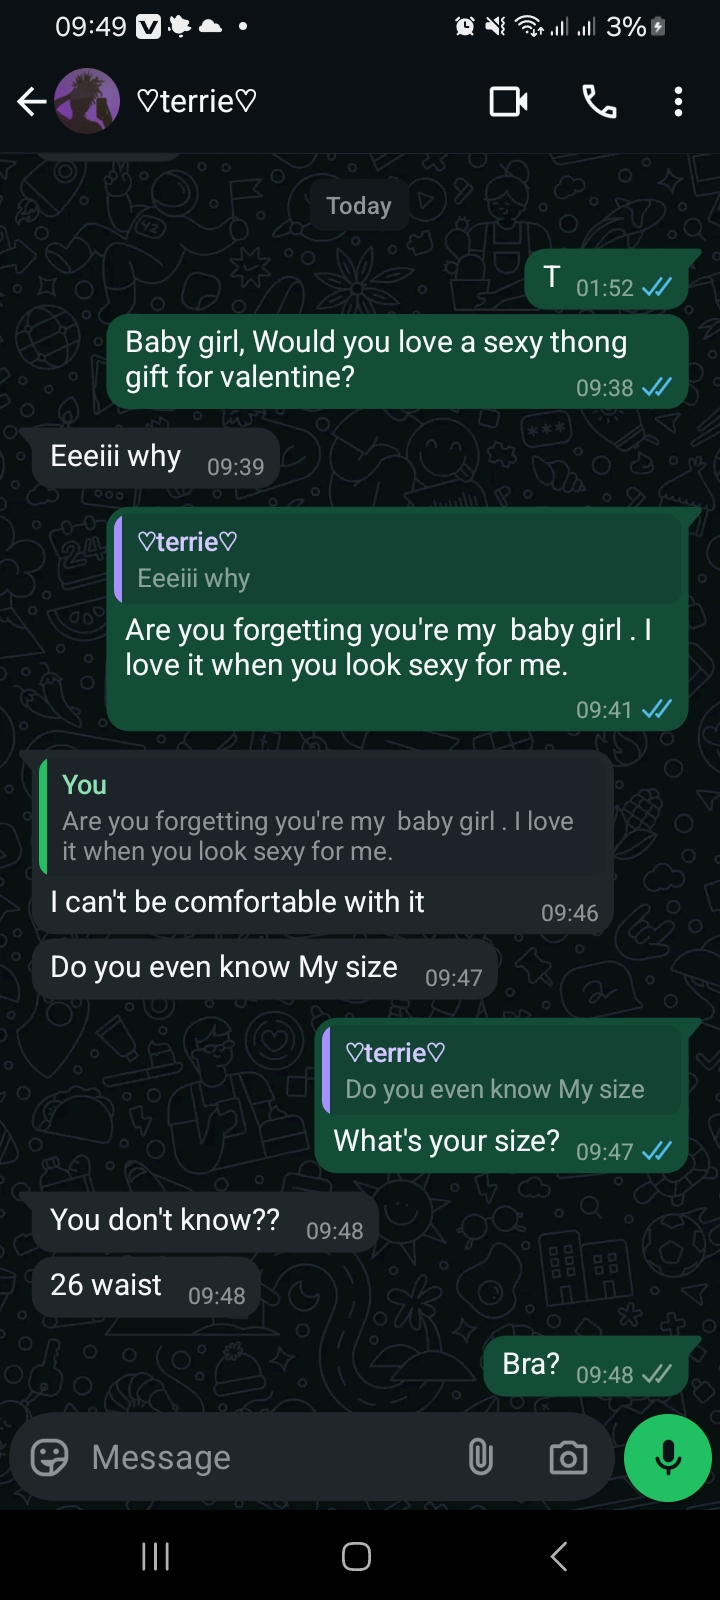 09:49
3%
♡terrie♡
Today
T 01:52
Baby girl, Would you love a sexy thong
gift for valentine?
09:38
Eeeiii why 09:39
♡terrie♡
Eeeiii why
Are you forgetting you're my  baby girl . I
love it when you look sexy for me.
09:41
You
Are you forgetting you're my  baby girl . I love
it when you look sexy for me.
I can't be comfortable with it 09:46
Do you even know My size 09:47
♡terrie♡
Do you even know My size
What's your size? 09:47
You don't know?? 09:48
26 waist 09:48
Bra? 09:48
Message